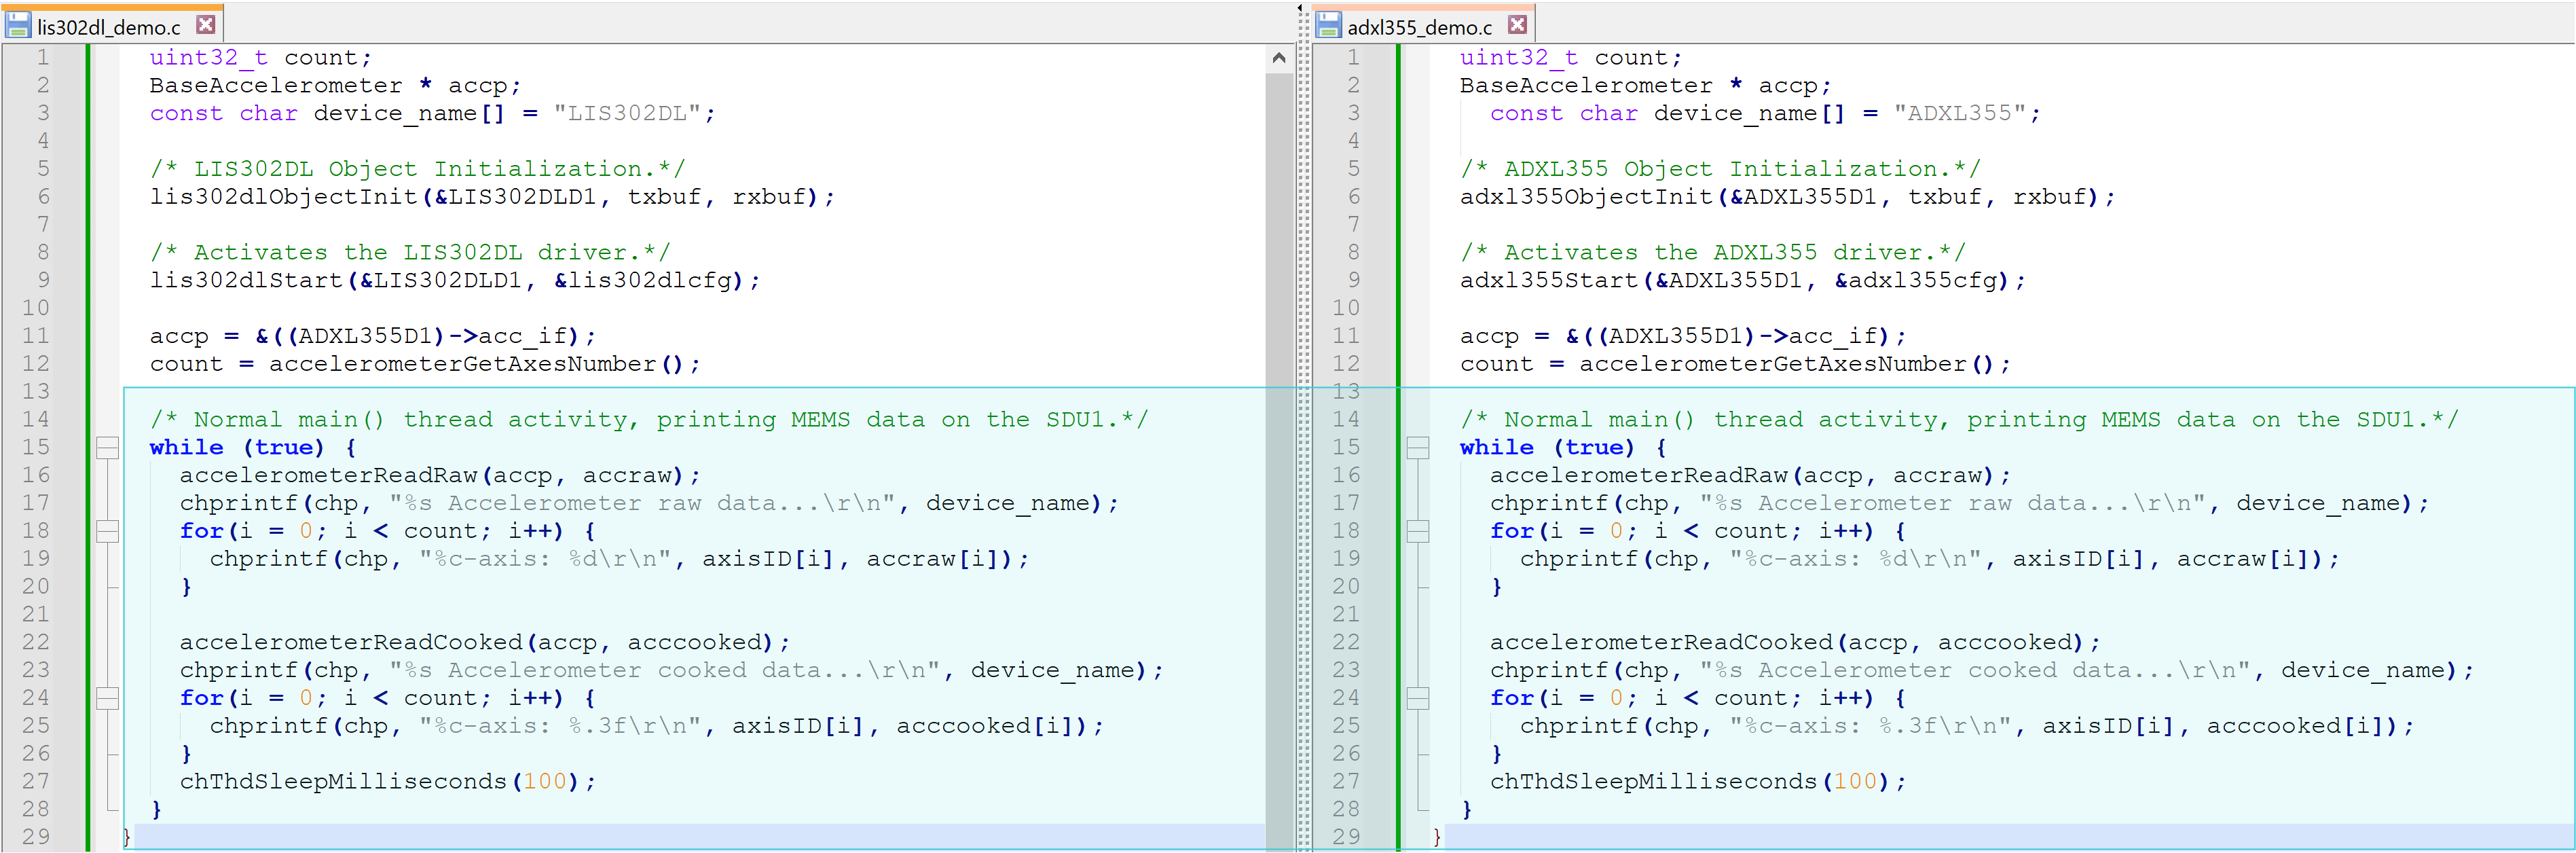 lis302dl_demo.c
1 uint32_t count;
2 BaseAccelerometer * accp;
3 const char device_name[] = "LIS302DL";
4
5 /* LIS302DL Object Initialization.*/
6 lis302dlObjectInit(&LIS302DLD1, txbuf, rxbuf);
7
8 /* Activates the LIS302DL driver.*/
9 lis302dlStart(&LIS302DLD1, &lis302dlcfg);
10
11 accp = &((ADXL355D1)->acc_if);
12 count = accelerometerGetAxesNumber();
13
14 /* Normal main() thread activity, printing MEMS data on the SDU1.*/
15 while (true) {
16 accelerometerReadRaw(accp, accraw);
17 chprintf(chp, "%s Accelerometer raw data...\r\n", device_name);
18 for(i = 0; i < count; i++) {
19 chprintf(chp, "%c-axis: %d\r\n", axisID[i], accraw[i]);
20 }
21
22 accelerometerReadCooked(accp, acccooked);
23 chprintf(chp, "%s Accelerometer cooked data...\r\n", device_name);
24 for(i = 0; i < count; i++) {
25 chprintf(chp, "%c-axis: %.3f\r\n", axisID[i], acccooked[i]);
26 }
27 chThdSleepMilliseconds(100);
28 }
29 }
adxl355_demo.c
1 uint32_t count;
2 BaseAccelerometer * accp;
3 const char device_name[] = "ADXL355";
4
5 /* ADXL355 Object Initialization.*/
6 adxl355ObjectInit(&ADXL355D1, txbuf, rxbuf);
7
8 /* Activates the ADXL355 driver.*/
9 adxl355Start(&ADXL355D1, &adxl355cfg);
10
11 accp = &((ADXL355D1)->acc_if);
12 count = accelerometerGetAxesNumber();
13
14 /* Normal main() thread activity, printing MEMS data on the SDU1.*/
15 while (true) {
16 accelerometerReadRaw(accp, accraw);
17 chprintf(chp, "%s Accelerometer raw data...\r\n", device_name);
18 for(i = 0; i < count; i++) {
19 chprintf(chp, "%c-axis: %d\r\n", axisID[i], accraw[i]);
20 }
21
22 accelerometerReadCooked(accp, acccooked);
23 chprintf(chp, "%s Accelerometer cooked data...\r\n", device_name);
24 for(i = 0; i < count; i++) {
25 chprintf(chp, "%c-axis: %.3f\r\n", axisID[i], acccooked[i]);
26 }
27 chThdSleepMilliseconds(100);
28 }
29 }